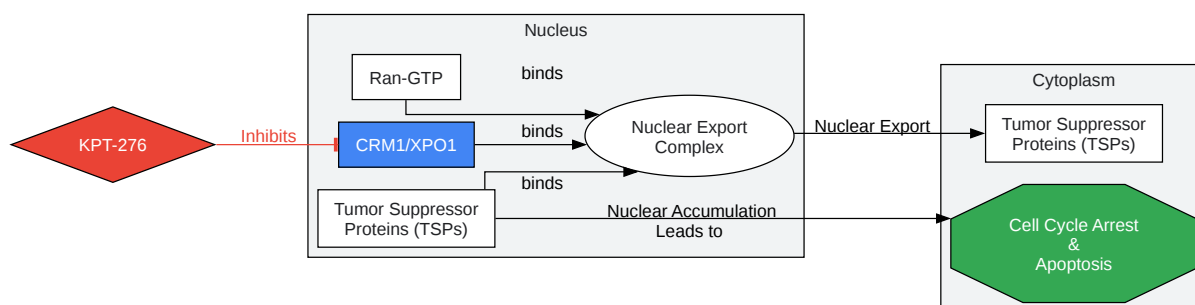 Nucleus
Ran-GTP
binds
Cytoplasm
KPT-276
Inhibits
CRM1/XPO1
binds
Nuclear Export
Complex
Nuclear Export
Tumor Suppressor
Proteins (TSPs)
binds
Tumor Suppressor
Proteins (TSPs)
Nuclear Accumulation
Leads to
Cell Cycle Arrest
&
Apoptosis